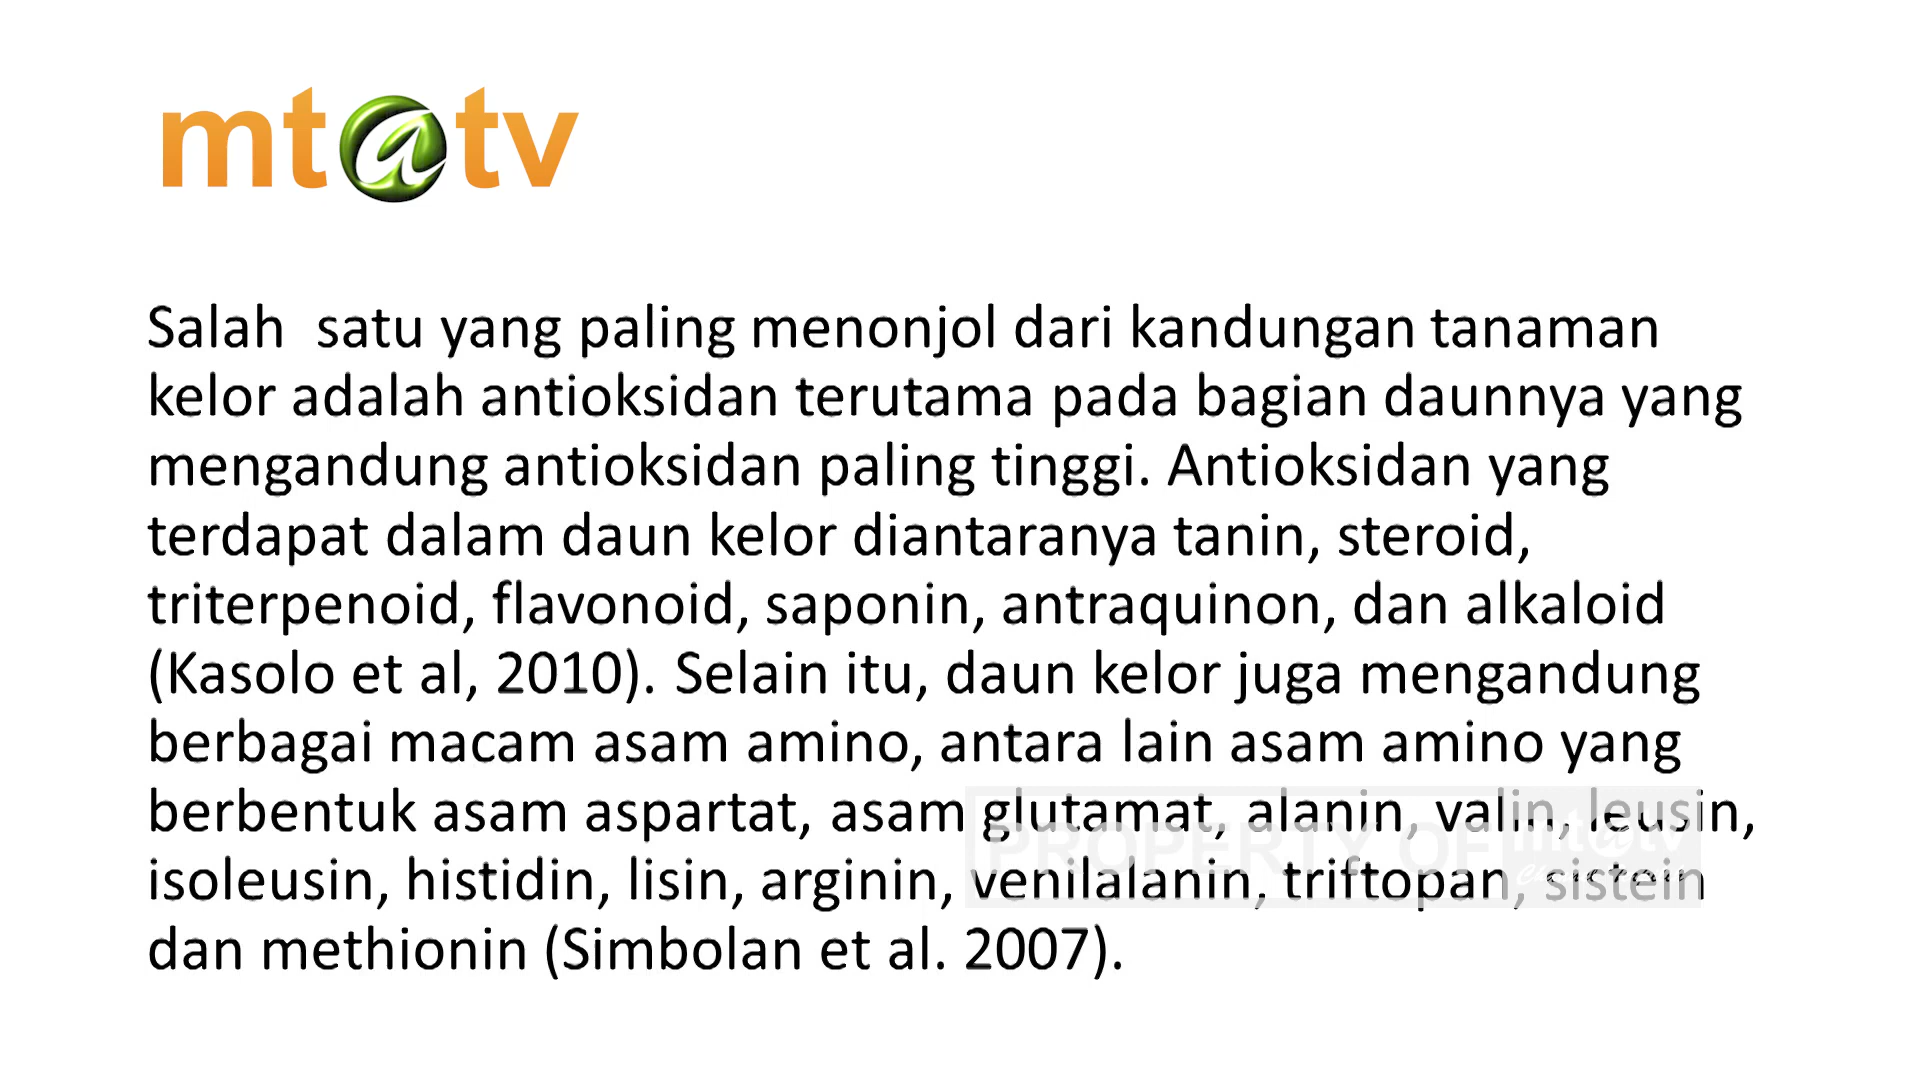 mt@tv
Salah satu yang paling menonjol dari kandungan tanaman
kelor adalah antioksidan terutama pada bagian daunnya yang
mengandung antioksidan paling tinggi. Antioksidan yang
terdapat dalam daun kelor diantaranya tanin, steroid,
triterpenoid, flavonoid, saponin, antraquinon, dan alkaloid
(Kasolo et al, 2010). Selain itu, daun kelor juga mengandung
berbagai macam asam amino, antara lain asam amino yang
berbentuk asam aspartat, asam glutamat, alanin, valin, leusin,
isoleusin, histidin, lisin, arginin, venilalanin, triftopan, sistein
dan methionin (Simbolan et al. 2007).
PROPERTY OF mt@tv